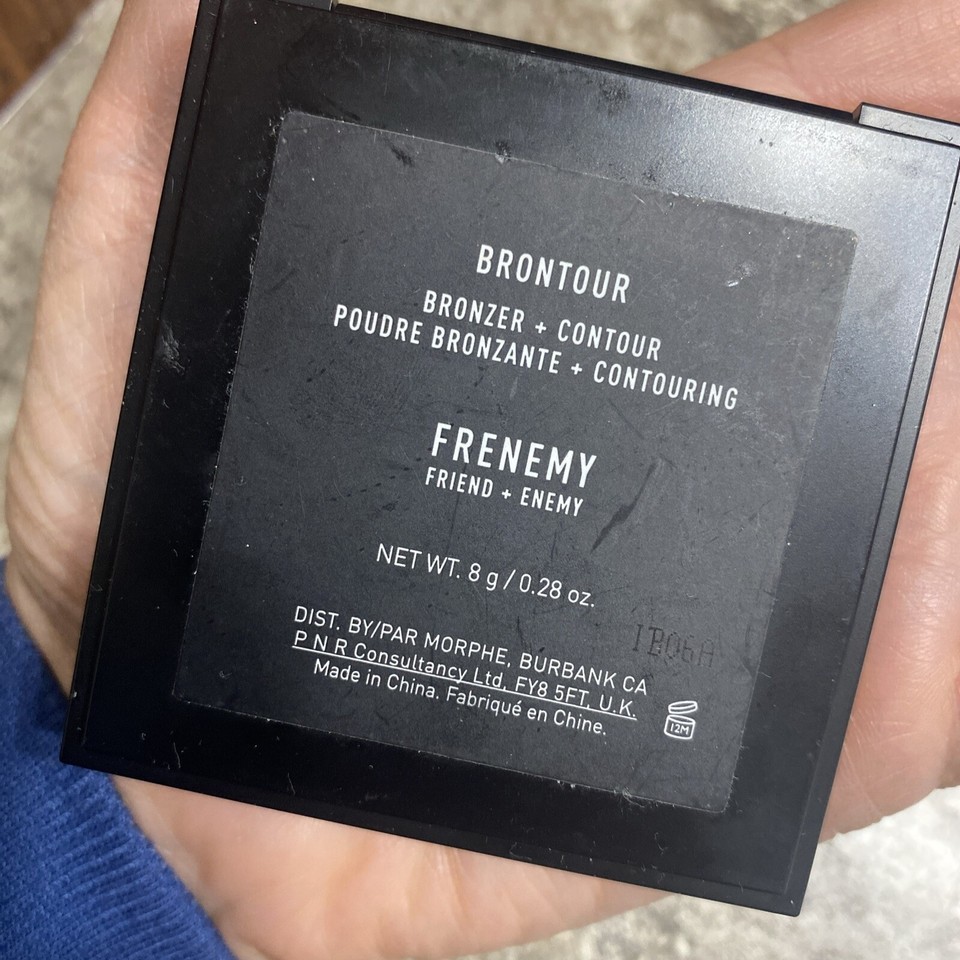 BRONTOUR
BRONZER + CONTOUR
POUDRE BRONZANTE + CONTOURING
FRENEMY
FRIEND + ENEMY
NET WT. 8 g / 0.28 oz.
DIST. BY/PAR MORPHE, BURBANK CA
P N R Consultancy Ltd, FY8 5FT, U.K.
Made in China. Fabriqué en Chine.
IB06A
12M